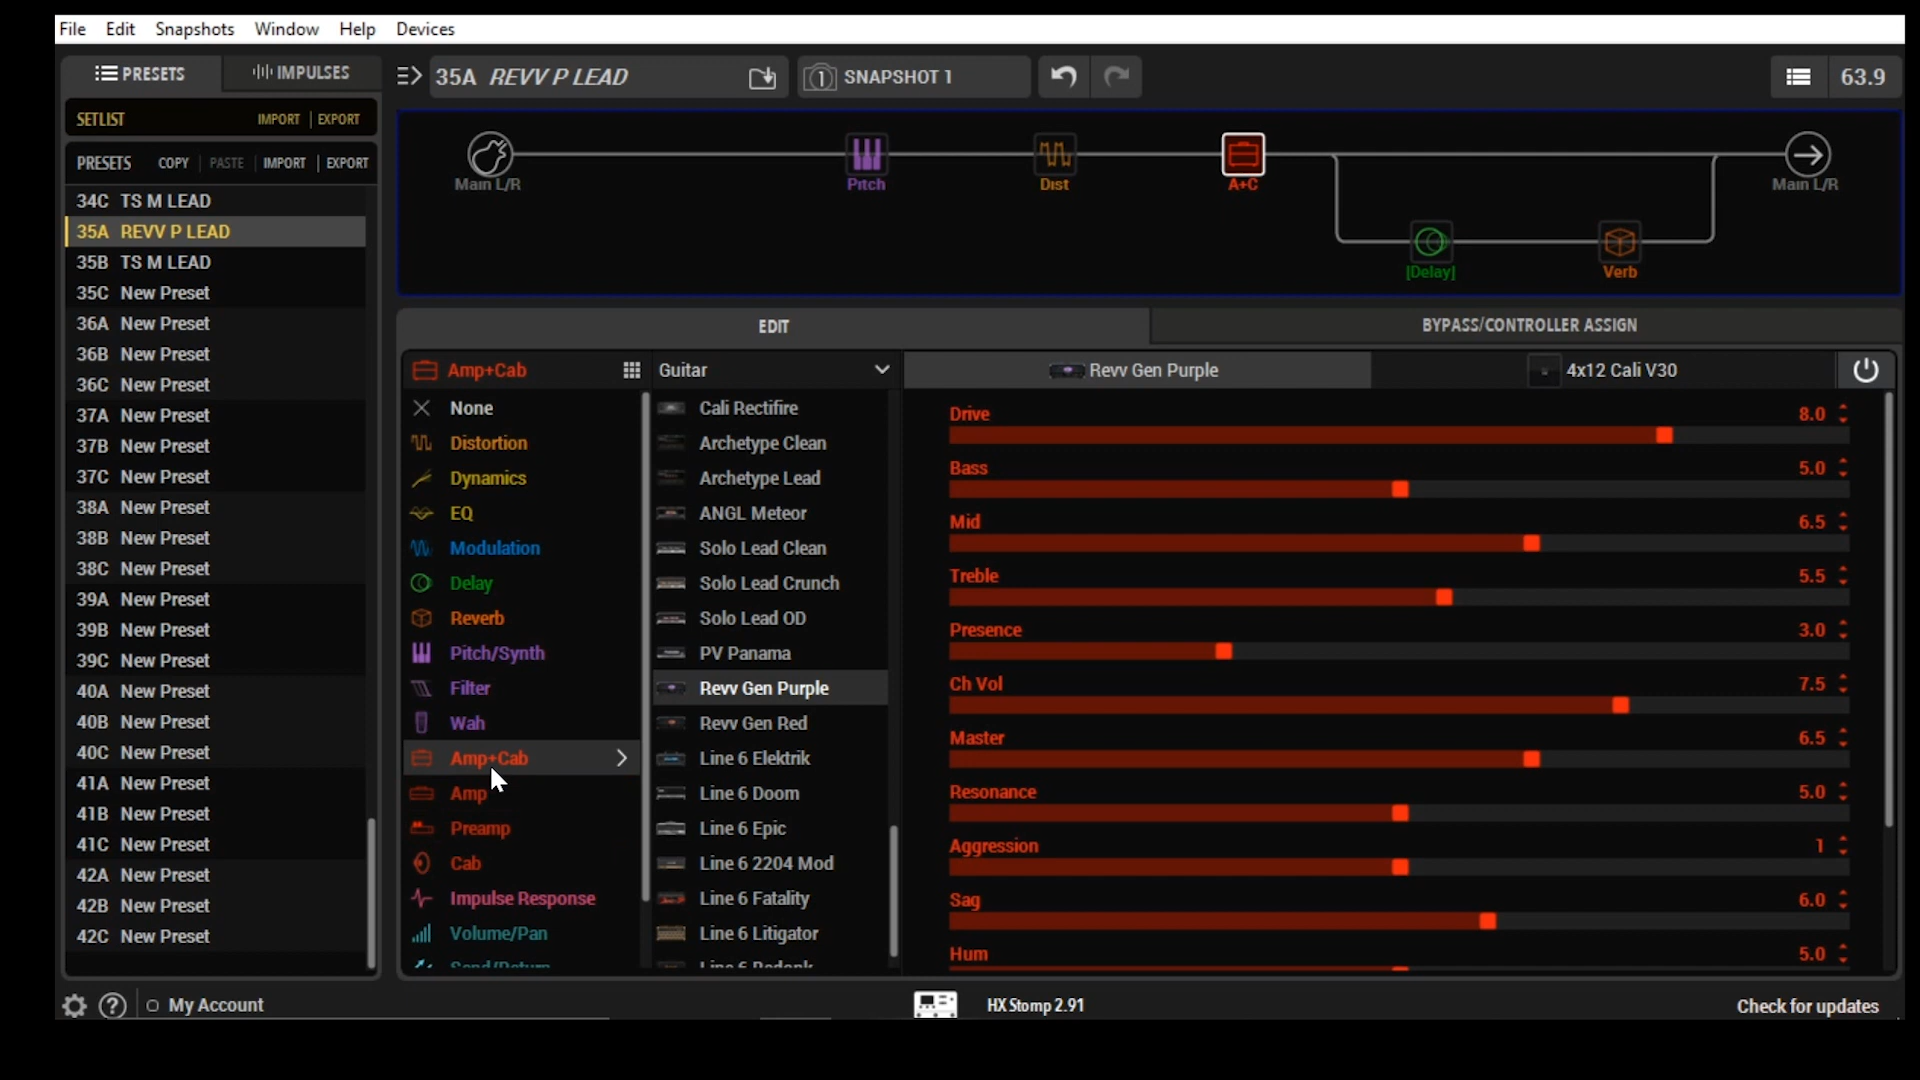 File Edit Snapshots Window Help Devices
PRESETS IMPULSES
35A REVV P LEAD
SNAPSHOT 1
63.9
SETLIST IMPORT EXPORT
PRESETS COPY PASTE IMPORT EXPORT
34C TS M LEAD
35A REVV P LEAD
35B TS M LEAD
35C New Preset
36A New Preset
36B New Preset
36C New Preset
37A New Preset
37B New Preset
37C New Preset
38A New Preset
38B New Preset
38C New Preset
39A New Preset
39B New Preset
39C New Preset
40A New Preset
40B New Preset
40C New Preset
41A New Preset
41B New Preset
41C New Preset
42A New Preset
42B New Preset
42C New Preset
Main L/R
Pitch
Dist
A+C
Main L/R
[Delay]
Verb
EDIT
BYPASS/CONTROLLER ASSIGN
Amp+Cab
Guitar
Revv Gen Purple
4x12 Cali V30
None
Distortion
Dynamics
EQ
Modulation
Delay
Reverb
Pitch/Synth
Filter
Wah
Amp+Cab
Amp
Preamp
Cab
Impulse Response
Volume/Pan
Send/Return
Cali Rectifire
Archetype Clean
Archetype Lead
ANGL Meteor
Solo Lead Clean
Solo Lead Crunch
Solo Lead OD
PV Panama
Revv Gen Purple
Revv Gen Red
Line 6 Elektrik
Line 6 Doom
Line 6 Epic
Line 6 2204 Mod
Line 6 Fatality
Line 6 Litigator
Line 6 Badonk
Drive 8.0
Bass 5.0
Mid 6.5
Treble 5.5
Presence 3.0
Ch Vol 7.5
Master 6.5
Resonance 5.0
Aggression 1
Sag 6.0
Hum 5.0
My Account
HX Stomp 2.91
Check for updates